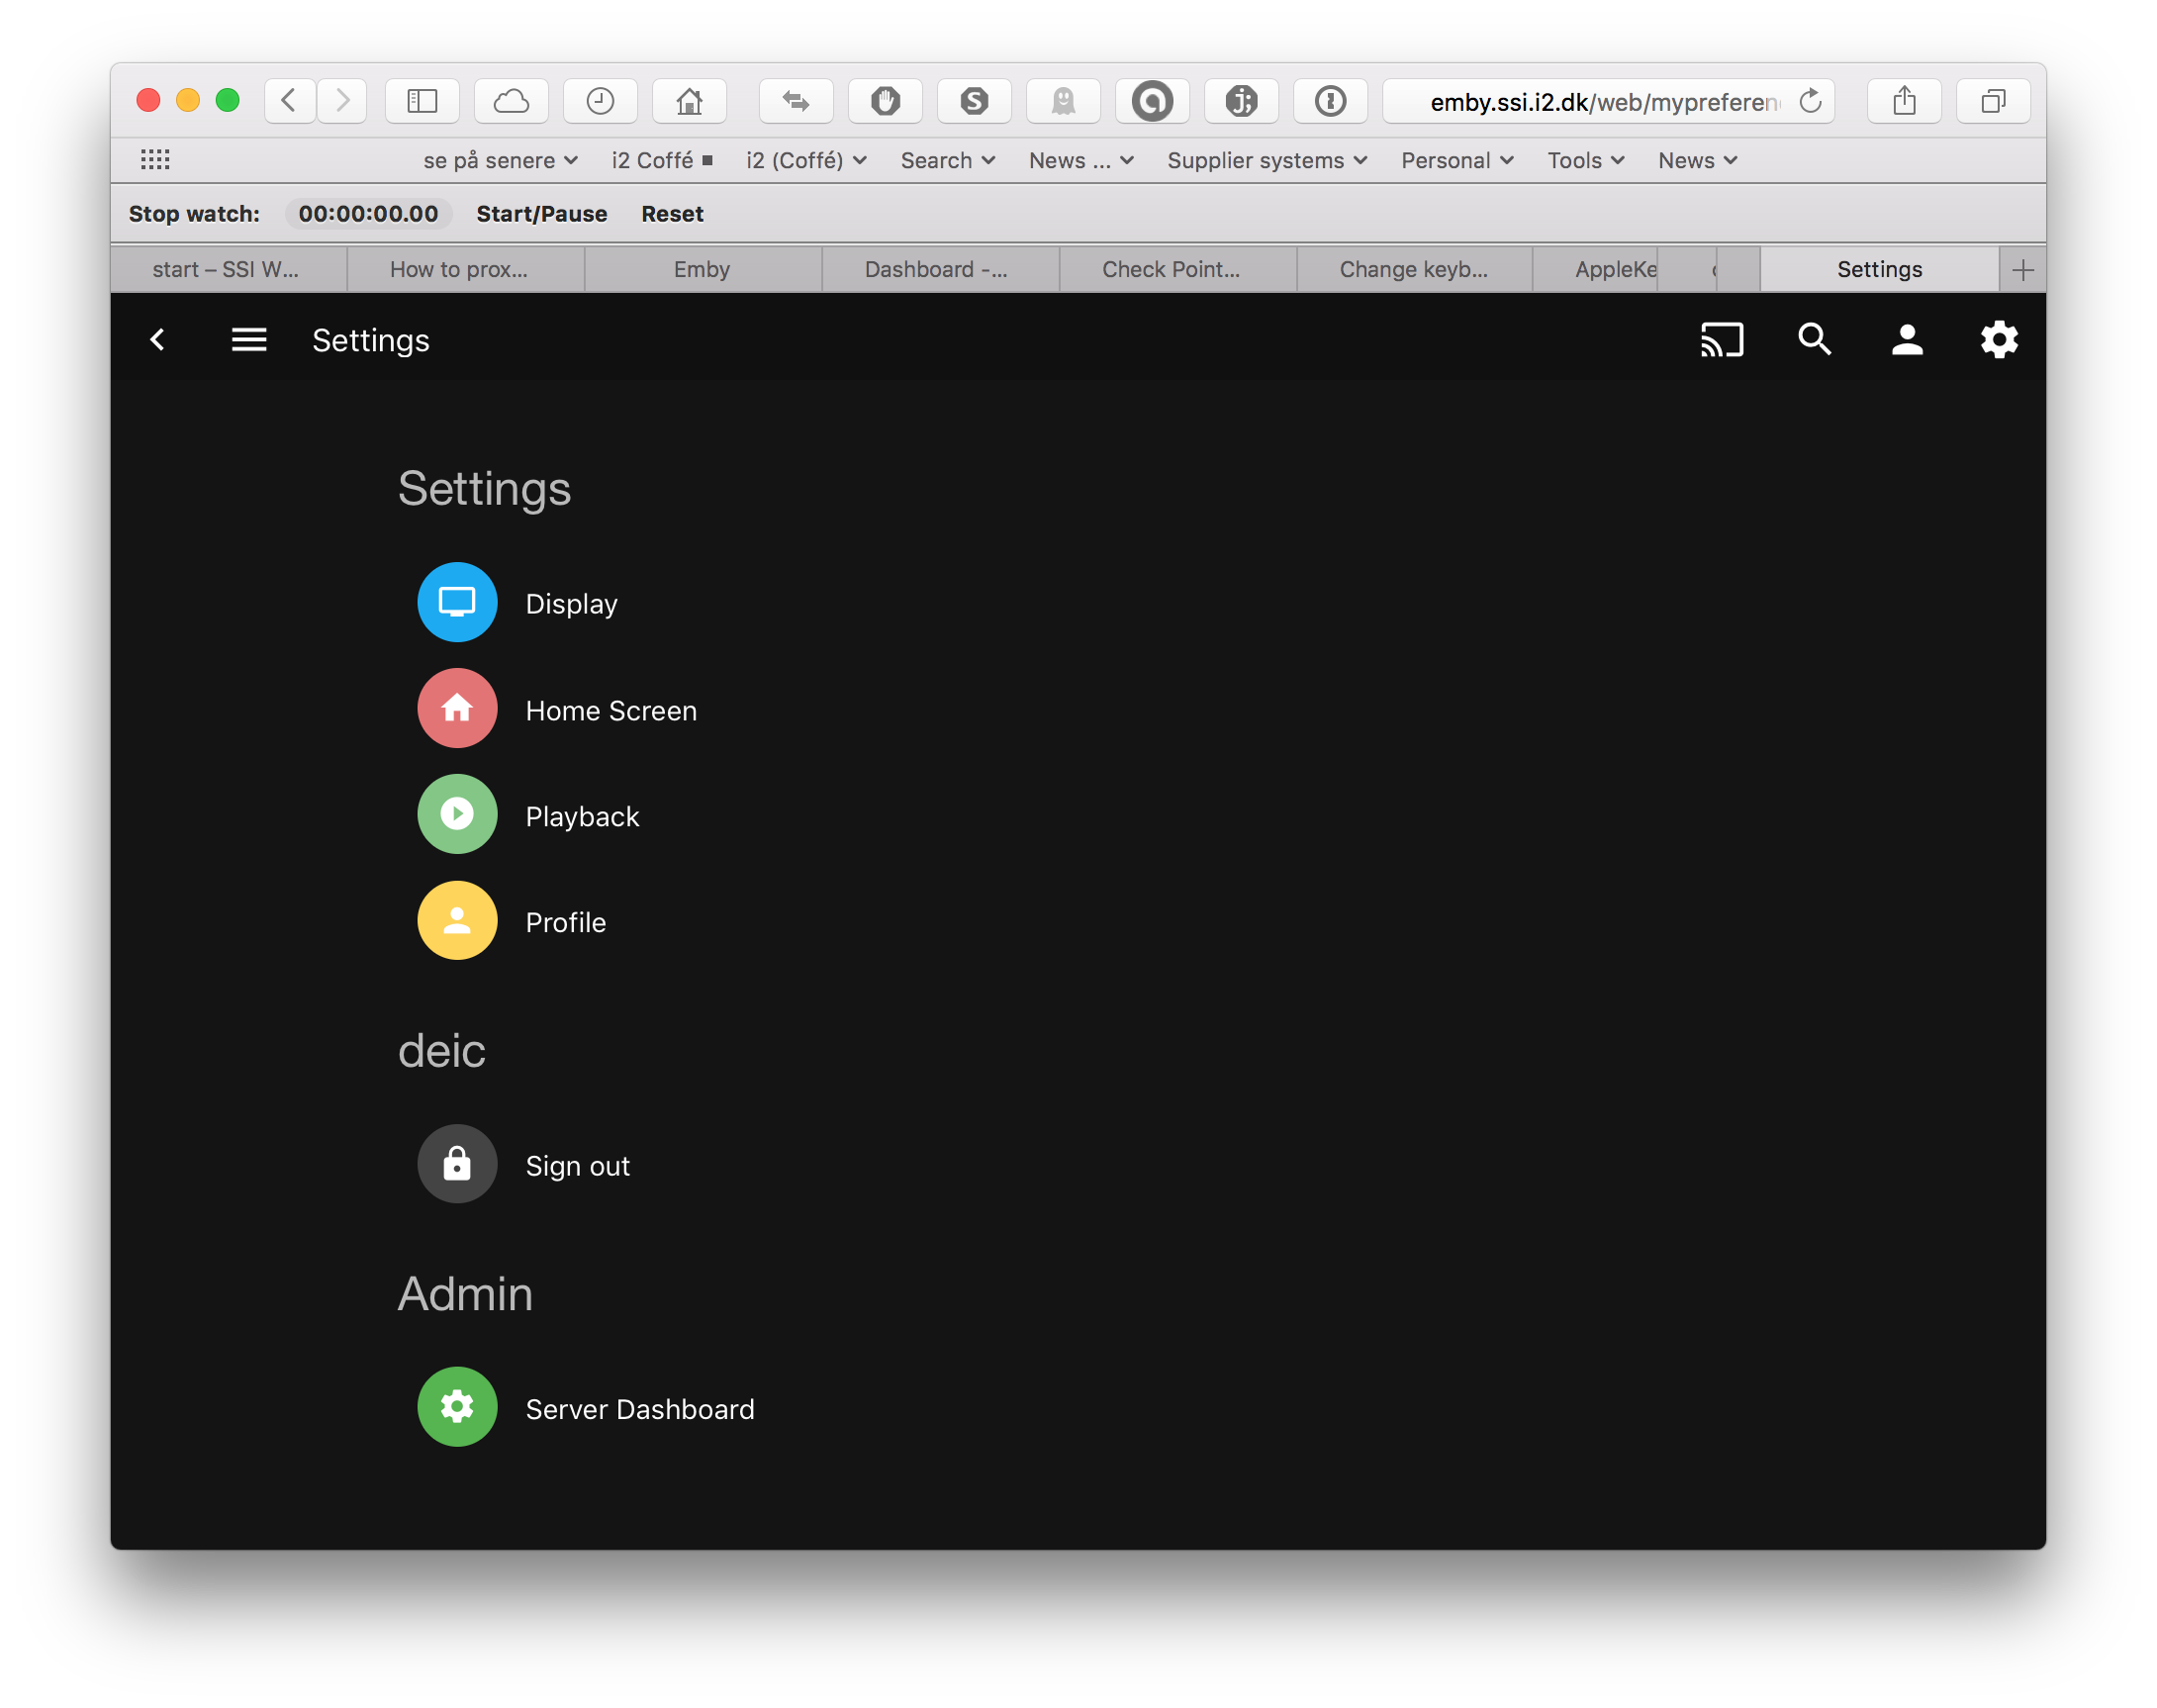 emby.ssi.i2.dk/web/mypreferen
se på senere i2 Coffé i2 (Coffé) Search News ... Supplier systems Personal Tools News
Stop watch: 00:00:00.00 Start/Pause Reset
start – SSI W... How to prox... Emby Dashboard -... Check Point... Change keyb... AppleKe Settings
Settings
Settings
Display
Home Screen
Playback
Profile
deic
Sign out
Admin
Server Dashboard